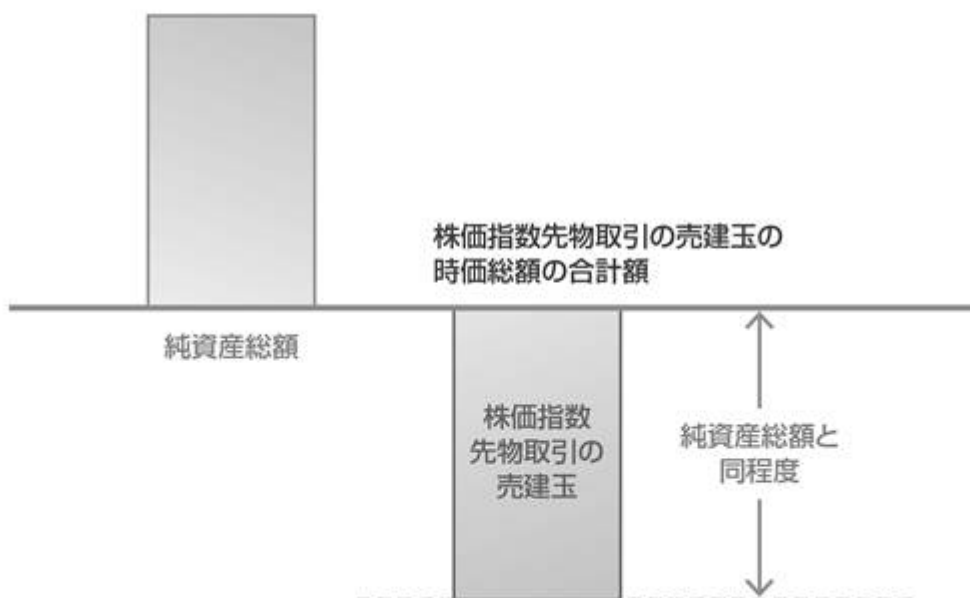 株価指数先物取引の売建玉の
時価総額の合計額
純資産総額
株価指数
先物取引の
売建玉
純資産総額と
同程度